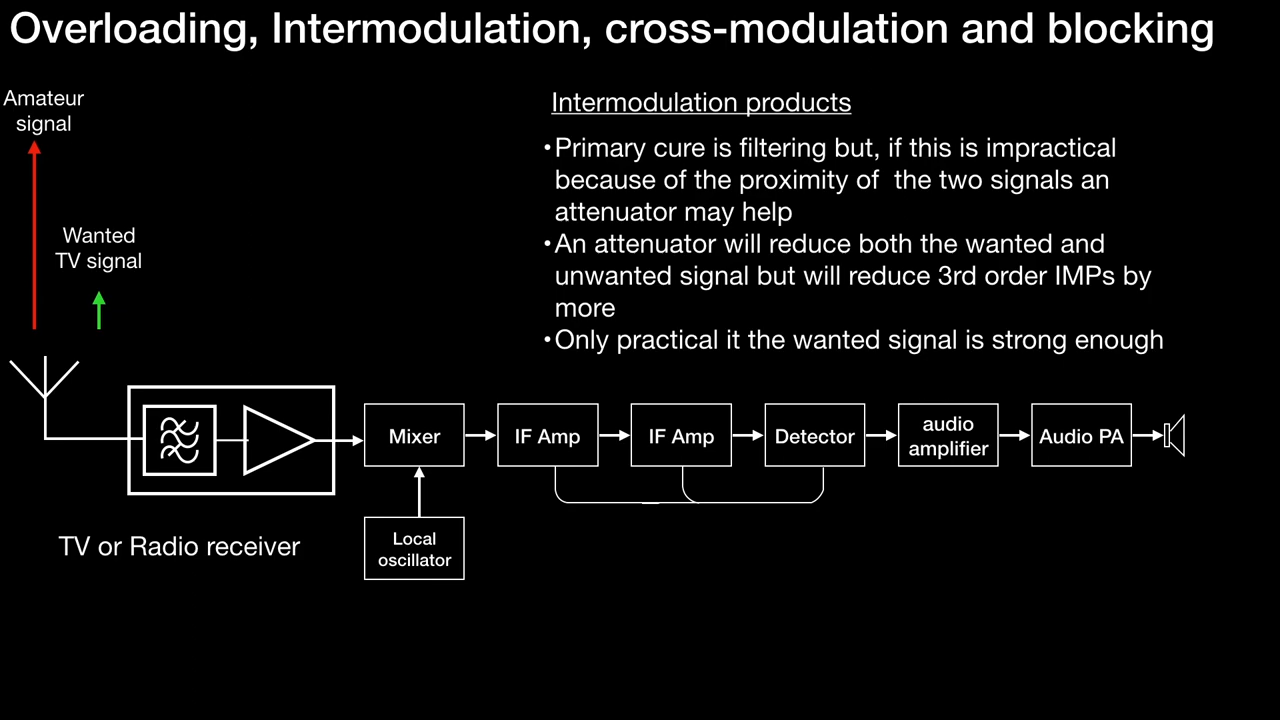 Overloading, Intermodulation, cross-modulation and blocking
Amateur
signal
Wanted
TV signal
Intermodulation products
•Primary cure is filtering but, if this is impractical
because of the proximity of the two signals an
attenuator may help
•An attenuator will reduce both the wanted and
unwanted signal but will reduce 3rd order IMPs by
more
•Only practical it the wanted signal is strong enough
Mixer
IF Amp
IF Amp
Detector
audio
amplifier
Audio PA
TV or Radio receiver
Local
oscillator